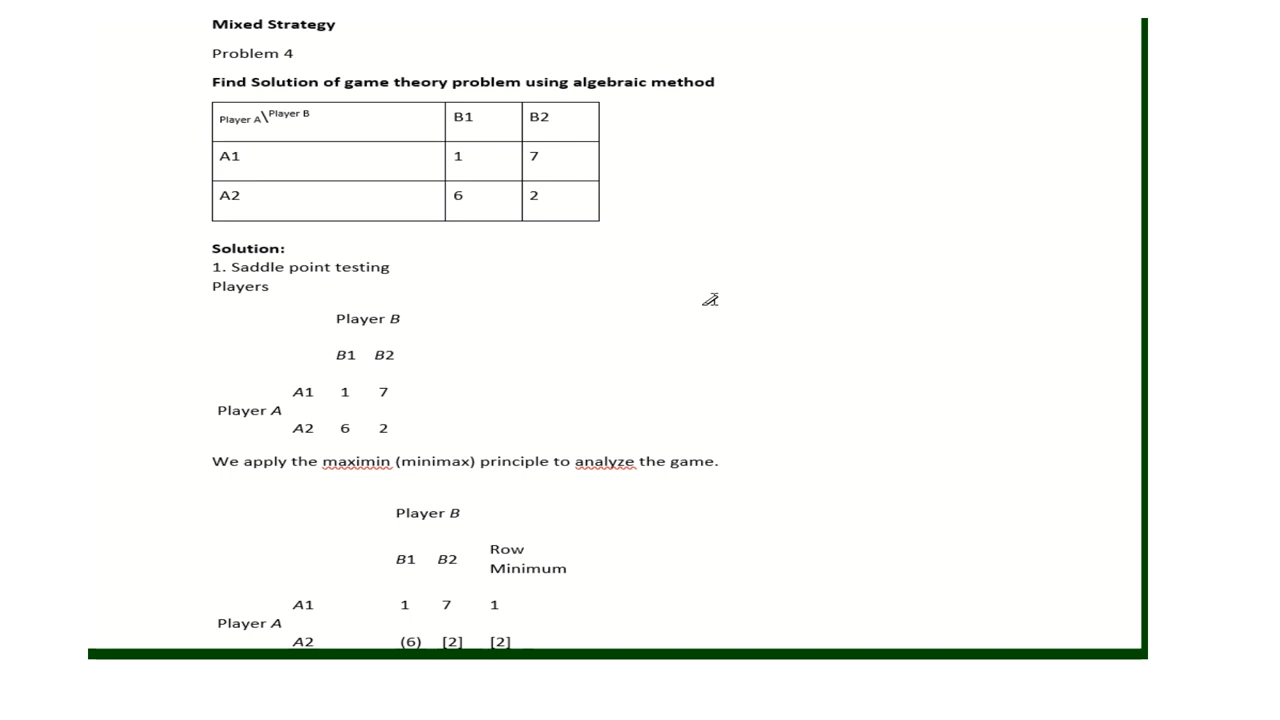 Mixed Strategy
Problem 4
Find Solution of game theory problem using algebraic method
Player A\Player B B1 B2
A1 1 7
A2 6 2
Solution:
1. Saddle point testing
Players
Player B
B1 B2
A1 1 7
Player A
A2 6 2
We apply the maximin (minimax) principle to analyze the game.
Player B
B1 B2 Row
Minimum
A1 1 7 1
Player A
A2 (6) [2] [2]